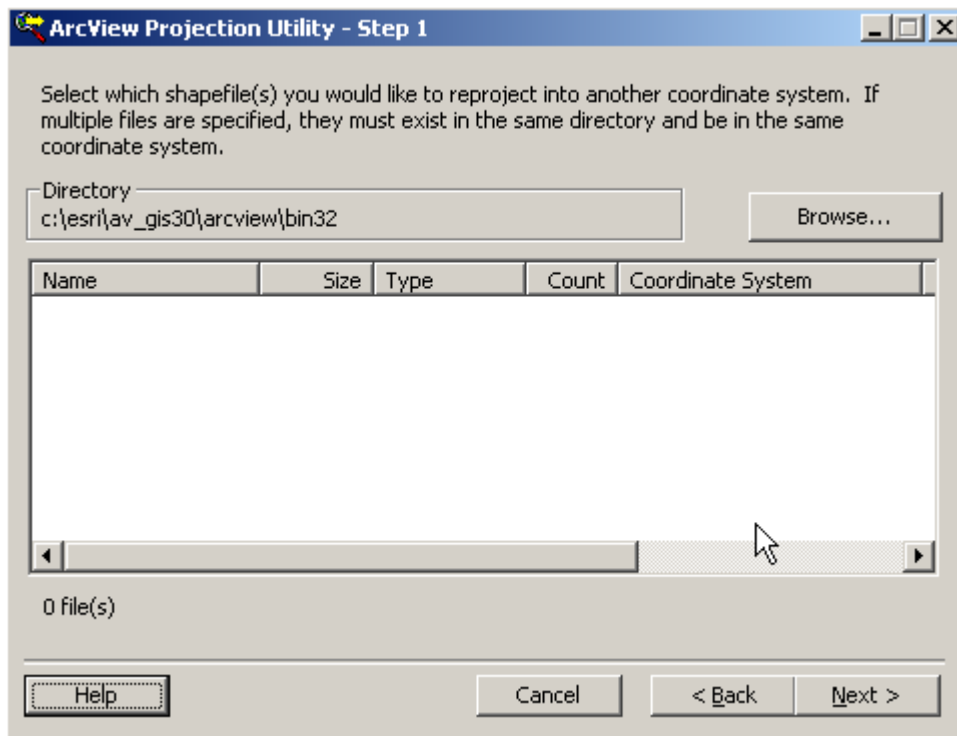 ArcView Projection Utility - Step 1
Select which shapefile(s) you would like to reproject into another coordinate system. If
multiple files are specified, they must exist in the same directory and be in the same
coordinate system.
Directory
c:\esri\av_gis30\arcview\bin32
Browse...
Name Size Type Count Coordinate System
0 file(s)
Help Cancel < Back Next >